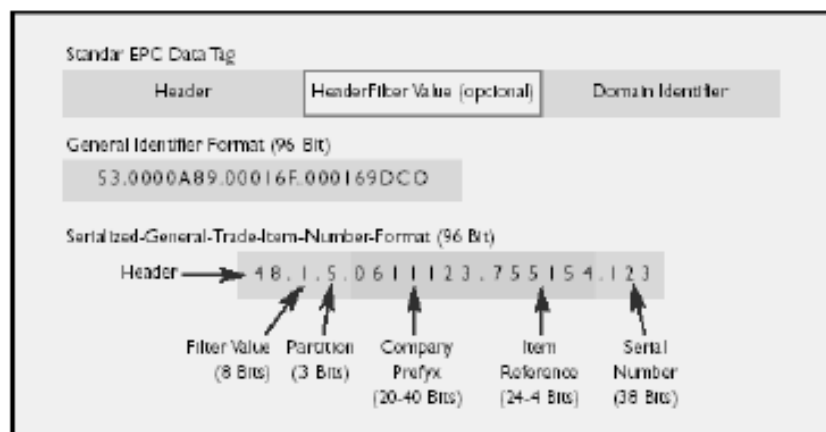 Standar EPC Data Tag
Header HeaderFilter Value (opcional) Domain Identifier
General Identifier Format (96 Bit)
53.0000A89.00016F.000169DCD
Serialized-General-Trade-Item-Number-Format (96 Bit)
Header 48.1.5.0611123.755154.123
Filter Value Partition Company Item Serial
(8 Bits) (3 Bits) Prefyx Reference Number
(20-40 Bits) (24-4 Bits) (38 Bits)